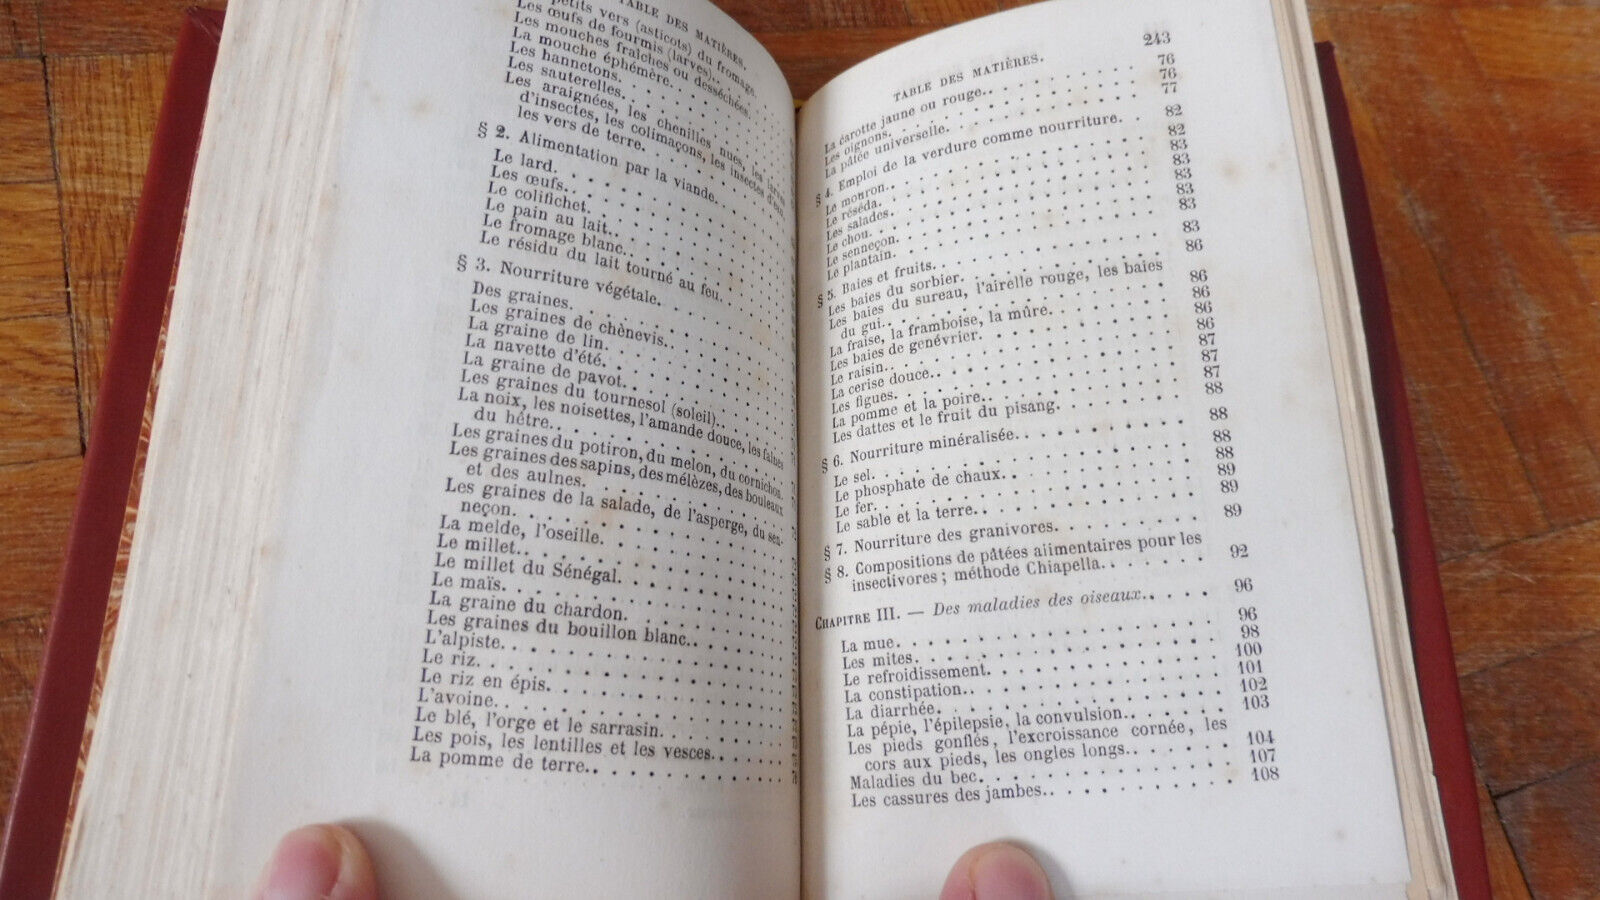 TABLE DES MATIÈRES.
petits vers (asticots) du fromage.
Les œufs de fourmis (larves).
Les mouches fraîches ou desséchées.
La mouche éphémère.
Les hannetons.
Les sauterelles.
Les araignées, les chenilles nues, les larves
d'insectes, les colimaçons, les insectes d'eau,
les vers de terre.
§ 2. Alimentation par la viande.
Le lard.
Les œufs.
Le colifichet.
Le pain au lait.
Le fromage blanc.
Le résidu du lait tourné au feu.
§ 3. Nourriture végétale.
Des graines.
Les graines de chènevis.
La graine de lin.
La navette d'été.
La graine de pavot.
Les graines du tournesol (soleil).
La noix, les noisettes, l'amande douce, les faînes
du hêtre.
Les graines du potiron, du melon, du cornichon.
Les graines des sapins, des mélèzes, des bouleaux
et des aulnes.
Les graines de la salade, de l'asperge, du sen-
neçon.
La melde, l'oseille.
Le millet.
Le millet du Sénégal.
Le maïs.
La graine du chardon.
Les graines du bouillon blanc.
L'alpiste.
Le riz.
Le riz en épis.
L'avoine.
Le blé, l'orge et le sarrasin.
Les pois, les lentilles et les vesces.
La pomme de terre.
TABLE DES MATIÈRES. 243
La carotte jaune ou rouge. 76
Les oignons. 76
La pâtée universelle. 77
§ 4. Emploi de la verdure comme nourriture. 82
Le mouron. 82
Le réséda. 83
Les salades. 83
Le chou. 83
Le senneçon. 83
Le plantain. 83
§ 5. Baies et fruits. 83
Les baies du sorbier. 86
Les baies du sureau, l'airelle rouge, les baies
du gui. 86
La fraise, la framboise, la mûre. 86
Les baies de genévrier. 86
Le raisin. 86
La cerise douce. 87
Les figues. 87
La pomme et la poire. 87
Les dattes et le fruit du pisang. 88
§ 6. Nourriture minéralisée. 88
Le sel. 88
Le phosphate de chaux. 88
Le fer. 89
Le sable et la terre. 89
§ 7. Nourriture des granivores. 89
§ 8. Compositions de pâtées alimentaires pour les
insectivores ; méthode Chiapella. 92
CHAPITRE III. — Des maladies des oiseaux. 96
La mue. 96
Les mites. 98
Le refroidissement. 100
La constipation. 101
La diarrhée. 102
La pépie, l'épilepsie, la convulsion. 103
Les pieds gonflés, l'excroissance cornée, les
cors aux pieds, les ongles longs. 104
Maladies du bec. 107
Les cassures des jambes. 108